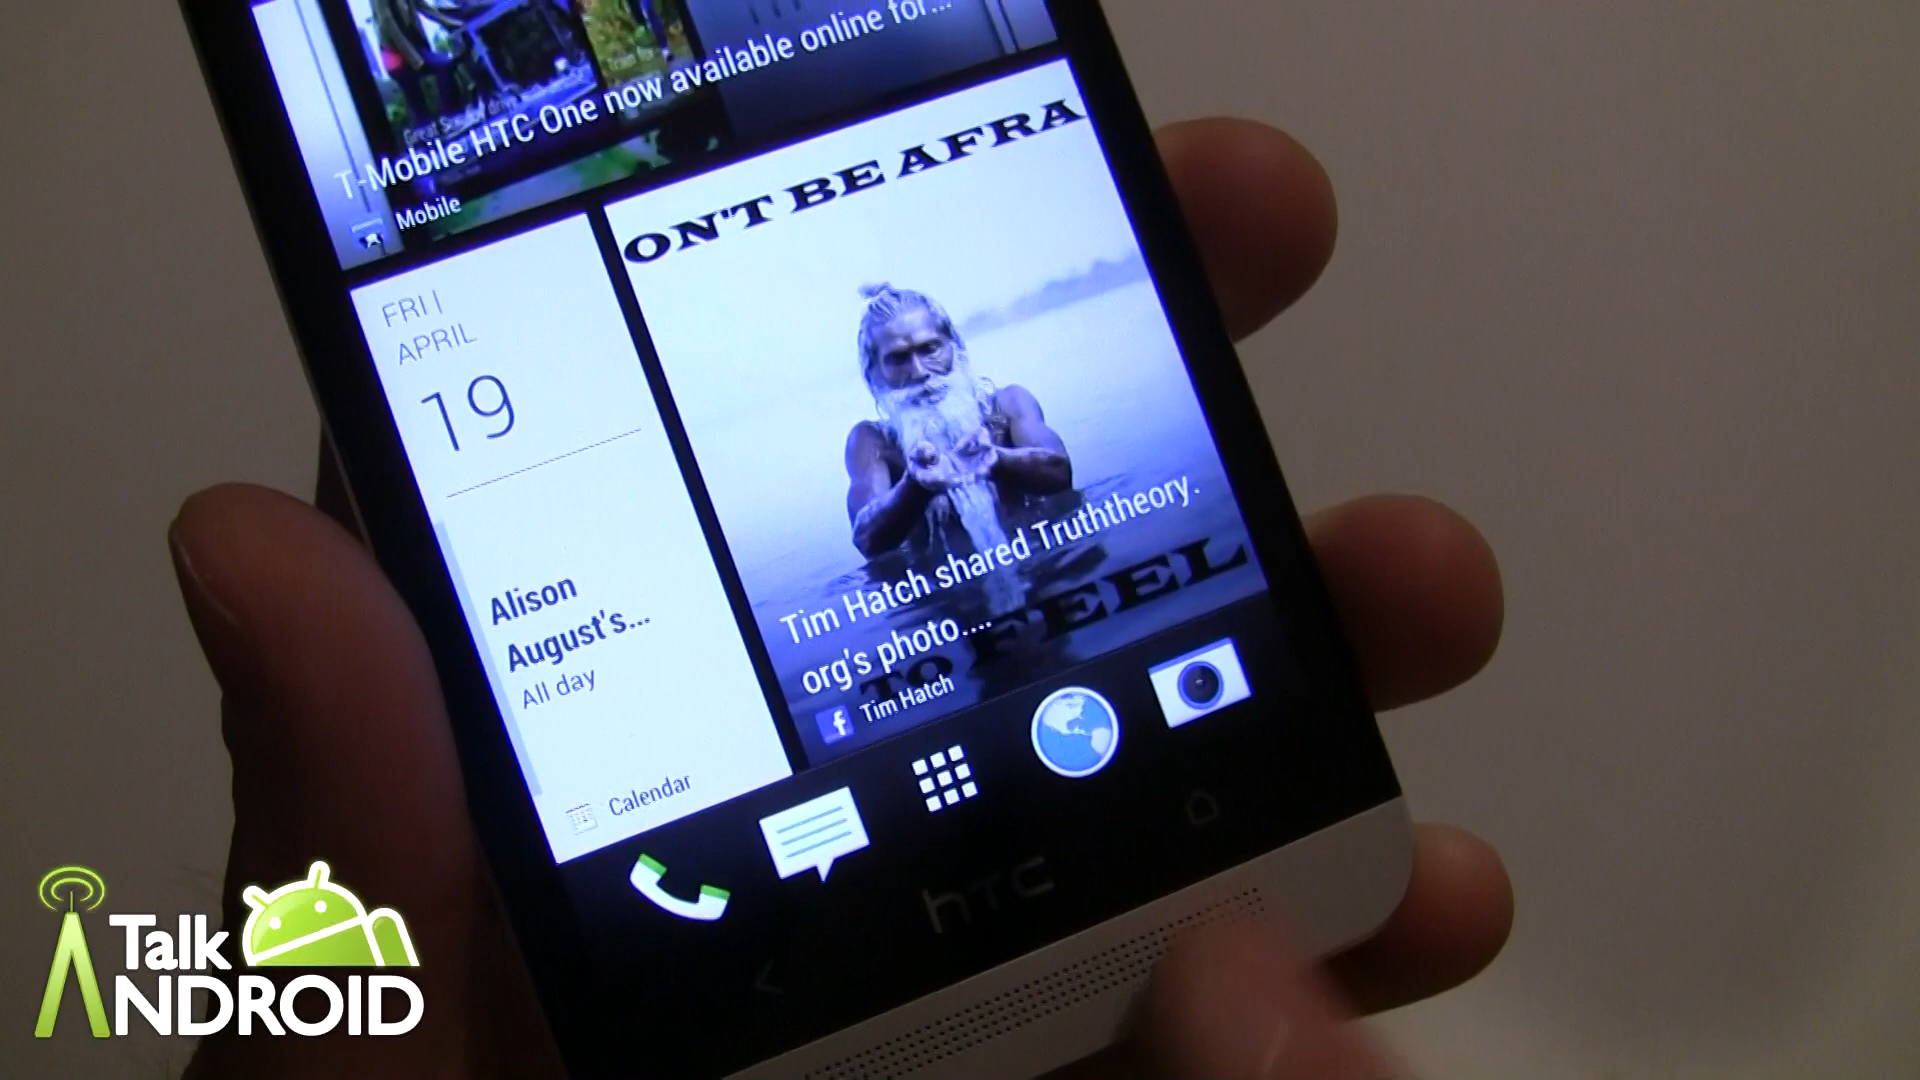 T-Mobile HTC One now available online for...
Mobile
ON'T BE AFRA
FRI |
APRIL
19
Alison
August's...
All day
Calendar
Tim Hatch shared Truththeory.
org's photo....
TO FEEL
Tim Hatch
hTC
Talk
ANDROID